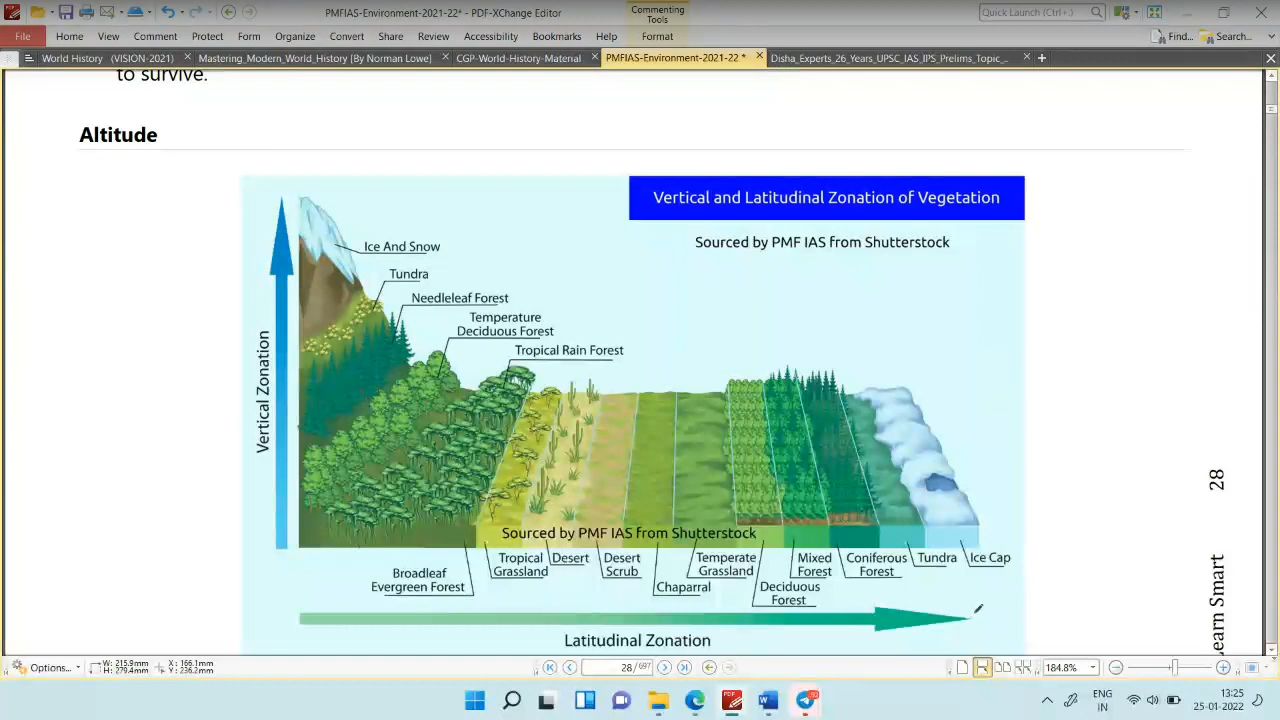 PMFIAS-Environment-2021-22* - PDF-XChange Editor
Commenting
Tools
Quick Launch (Ctrl+.)
File Home View Comment Protect Form Organize Convert Share Review Accessibility Bookmarks Help Format
Find... Search...
World History (VISION-2021)
Mastering_Modern_World_History [By Norman Lowe]
CGP-World-History-Material
PMFIAS-Environment-2021-22 *
Disha_Experts_26_Years_UPSC_IAS_IPS_Prelims_Topic_...
to survive.
Altitude
Vertical and Latitudinal Zonation of Vegetation
Sourced by PMF IAS from Shutterstock
Ice And Snow
Tundra
Needleleaf Forest
Temperature
Deciduous Forest
Tropical Rain Forest
Vertical Zonation
Sourced by PMF IAS from Shutterstock
Broadleaf
Evergreen Forest
Tropical
Grassland
Desert
Desert
Scrub
Chaparral
Temperate
Grassland
Deciduous
Forest
Mixed
Forest
Coniferous
Forest
Tundra
Ice Cap
Latitudinal Zonation
28
Learn Smart
Options...
W: 215.9mm
H: 279.4mm
X: 166.1mm
Y: 236.2mm
28 / 697
184.8%
ENG
IN
13:25
25-01-2022